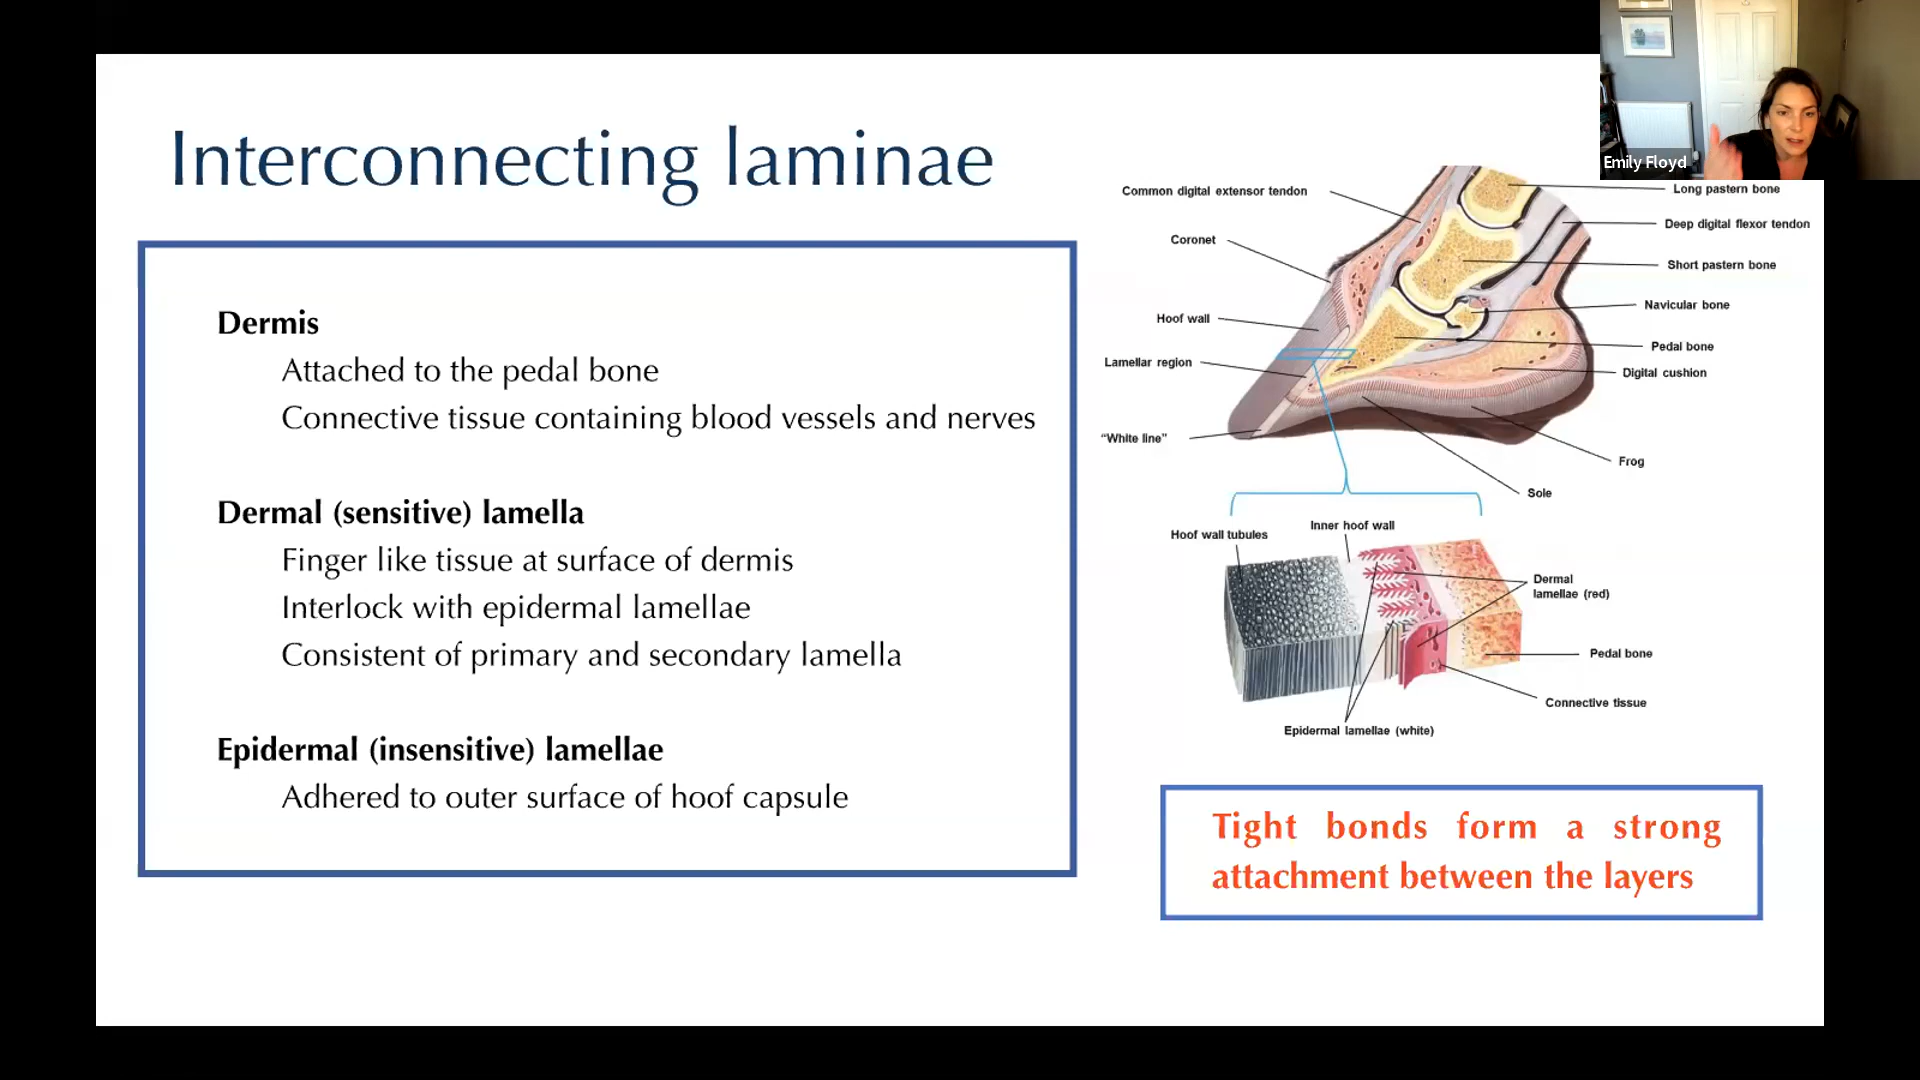 Emily Floyd
Interconnecting laminae
Dermis
Attached to the pedal bone
Connective tissue containing blood vessels and nerves
Dermal (sensitive) lamella
Finger like tissue at surface of dermis
Interlock with epidermal lamellae
Consistent of primary and secondary lamella
Epidermal (insensitive) lamellae
Adhered to outer surface of hoof capsule
Common digital extensor tendon
Coronet
Hoof wall
Lamellar region
“White line”
Long pastern bone
Deep digital flexor tendon
Short pastern bone
Navicular bone
Pedal bone
Digital cushion
Frog
Sole
Hoof wall tubules
Inner hoof wall
Dermal
lamellae (red)
Pedal bone
Connective tissue
Epidermal lamellae (white)
Tight bonds form a strong
attachment between the layers